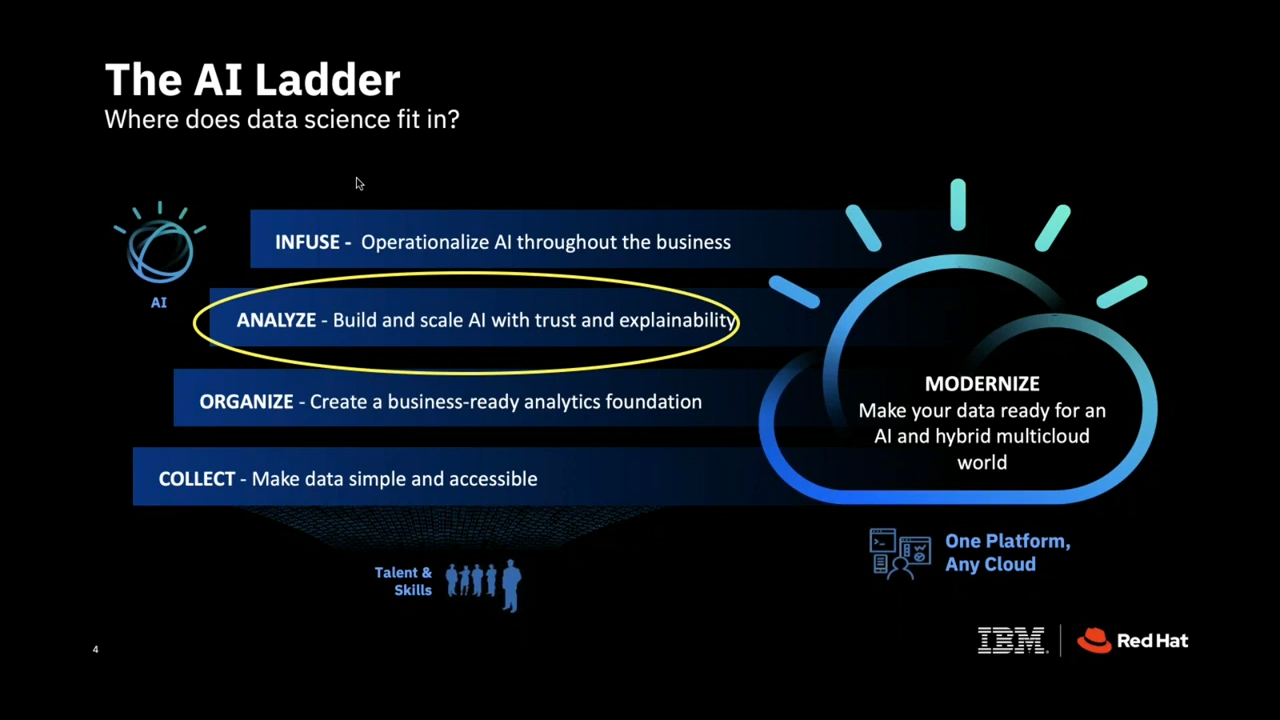 The AI Ladder
Where does data science fit in?
INFUSE - Operationalize AI throughout the business
AI
ANALYZE - Build and scale AI with trust and explainability
ORGANIZE - Create a business-ready analytics foundation
COLLECT - Make data simple and accessible
MODERNIZE
Make your data ready for an
AI and hybrid multicloud
world
Talent &
Skills
One Platform,
Any Cloud
4
IBM.
Red Hat